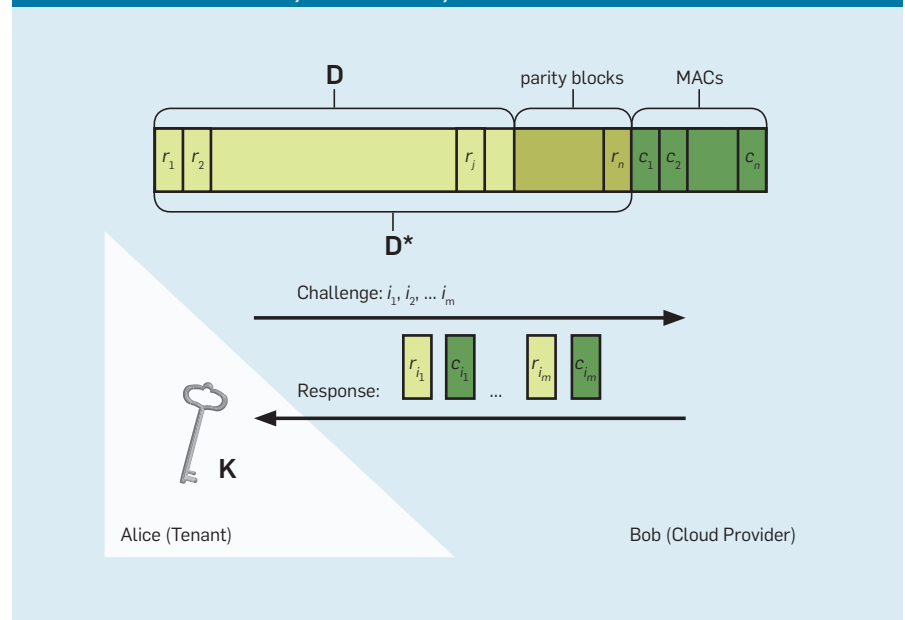 D parity blocks MACs
r1 r2 rj rn c1 c2 cn
D*
Challenge: i1, i2, ... im
ri1 ci1 ... rim cim
Response:
K
Alice (Tenant) Bob (Cloud Provider)